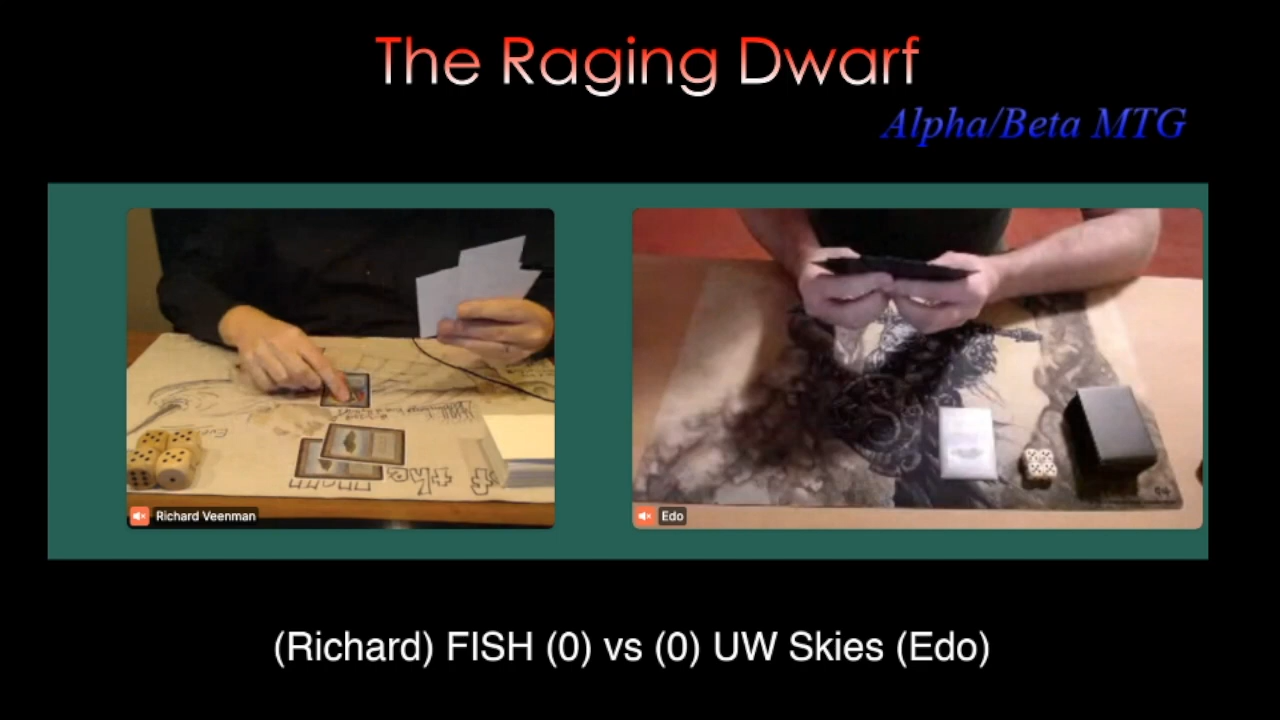 The Raging Dwarf
Alpha/Beta MTG
Richard Veenman
Edo
(Richard) FISH (0) vs (0) UW Skies (Edo)